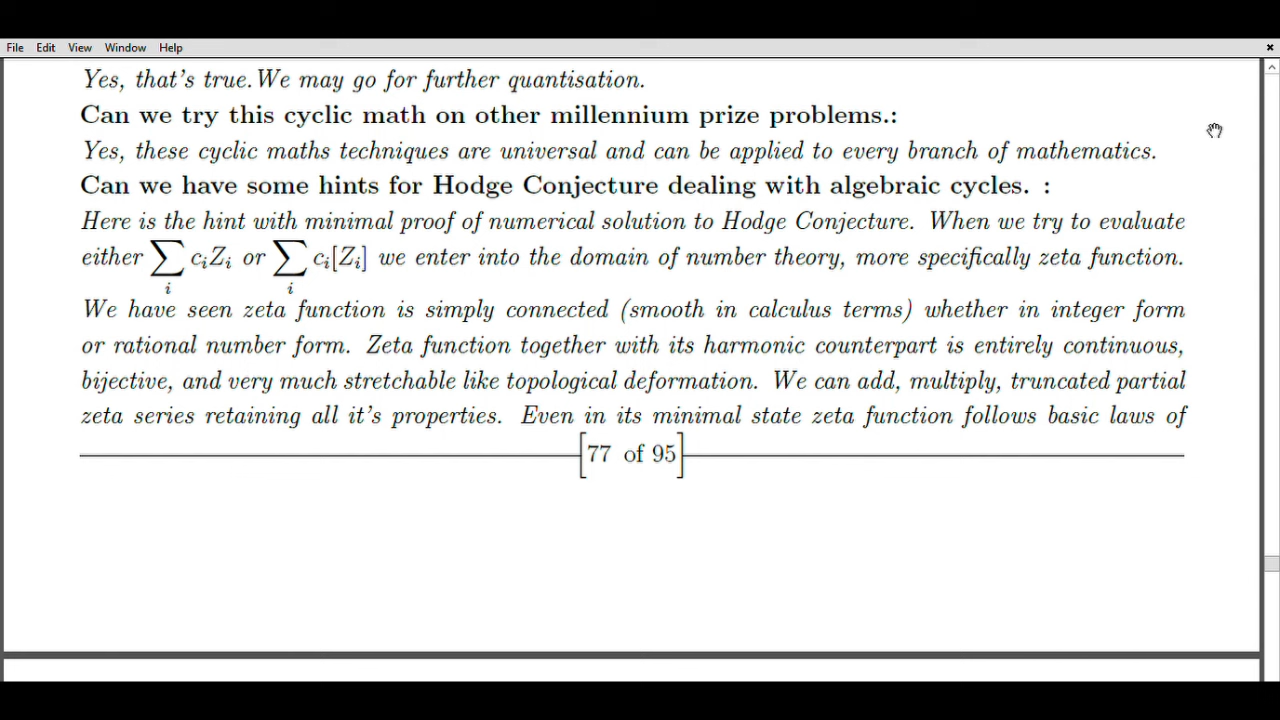 File Edit View Window Help
Yes, that's true.We may go for further quantisation.
Can we try this cyclic math on other millennium prize problems.:
Yes, these cyclic maths techniques are universal and can be applied to every branch of mathematics.
Can we have some hints for Hodge Conjecture dealing with algebraic cycles. :
Here is the hint with minimal proof of numerical solution to Hodge Conjecture. When we try to evaluate
either ∑_i c_i Z_i or ∑_i c_i[Z_i] we enter into the domain of number theory, more specifically zeta function.
We have seen zeta function is simply connected (smooth in calculus terms) whether in integer form
or rational number form. Zeta function together with its harmonic counterpart is entirely continuous,
bijective, and very much stretchable like topological deformation. We can add, multiply, truncated partial
zeta series retaining all it's properties. Even in its minimal state zeta function follows basic laws of
[77 of 95]